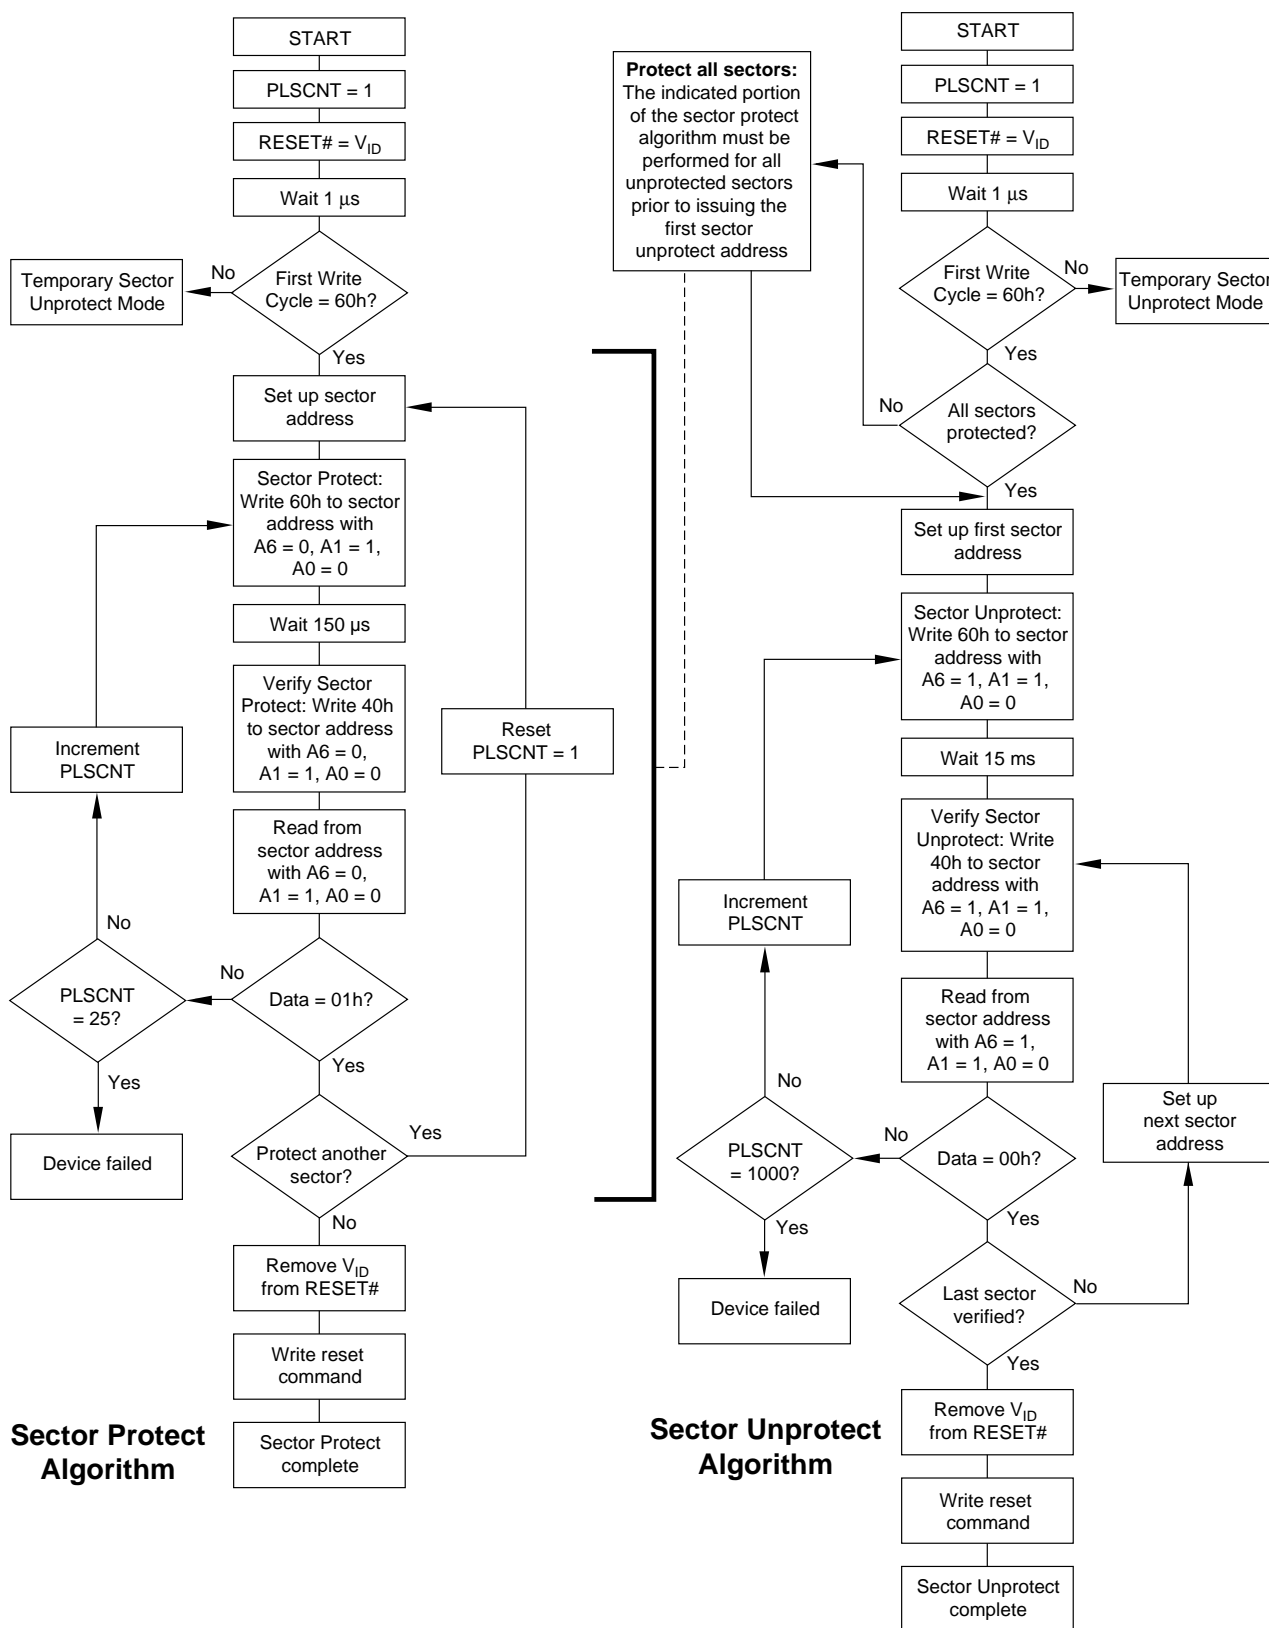 START
PLSCNT = 1
RESET# = VID
Wait 1 μs
First Write
Cycle = 60h?
No
Temporary Sector
Unprotect Mode
Yes
Set up sector
address
Sector Protect:
Write 60h to sector
address with
A6 = 0, A1 = 1,
A0 = 0
Wait 150 µs
Verify Sector
Protect: Write 40h
to sector address
with A6 = 0,
A1 = 1, A0 = 0
Increment
PLSCNT
Reset
PLSCNT = 1
Read from
sector address
with A6 = 0,
A1 = 1, A0 = 0
No
PLSCNT
= 25?
No
Data = 01h?
Yes
Yes
Device failed
Protect another
sector?
Yes
No
Remove VID
from RESET#
Write reset
command
Sector Protect
complete
Sector Protect
Algorithm
Protect all sectors:
The indicated portion
of the sector protect
algorithm must be
performed for all
unprotected sectors
prior to issuing the
first sector
unprotect address
START
PLSCNT = 1
RESET# = VID
Wait 1 μs
First Write
Cycle = 60h?
No
Temporary Sector
Unprotect Mode
Yes
No
All sectors
protected?
Yes
Set up first sector
address
Sector Unprotect:
Write 60h to sector
address with
A6 = 1, A1 = 1,
A0 = 0
Wait 15 ms
Verify Sector
Unprotect: Write
40h to sector
address with
A6 = 1, A1 = 1,
A0 = 0
Increment
PLSCNT
Read from
sector address
with A6 = 1,
A1 = 1, A0 = 0
No
Set up
next sector
address
PLSCNT
= 1000?
No
Data = 00h?
Yes
Yes
Device failed
Last sector
verified?
No
Yes
Remove VID
from RESET#
Write reset
command
Sector Unprotect
complete
Sector Unprotect
Algorithm